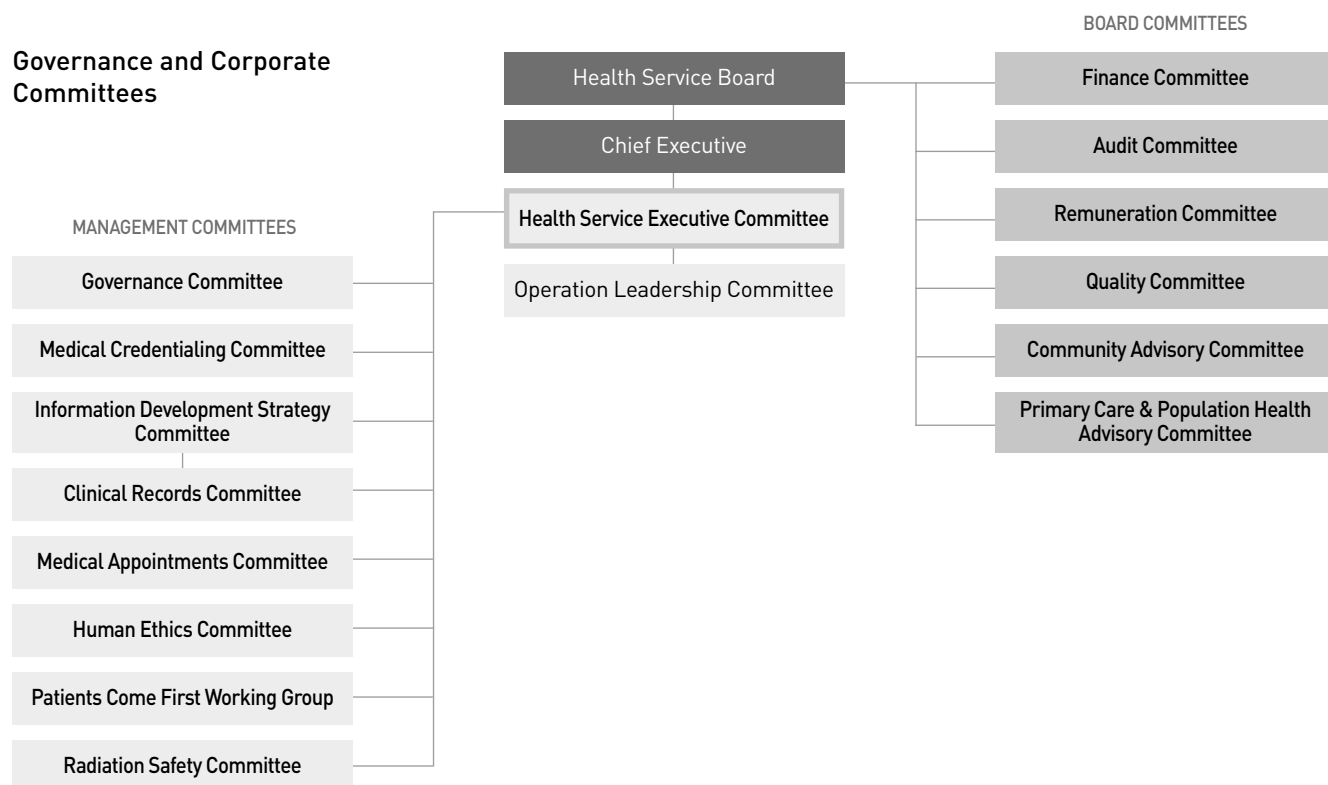 Governance and Corporate
Committees
Health Service Board
Chief Executive
Health Service Executive Committee
Operation Leadership Committee
MANAGEMENT COMMITTEES
Governance Committee
Medical Credentialing Committee
Information Development Strategy
Committee
Clinical Records Committee
Medical Appointments Committee
Human Ethics Committee
Patients Come First Working Group
Radiation Safety Committee
BOARD COMMITTEES
Finance Committee
Audit Committee
Remuneration Committee
Quality Committee
Community Advisory Committee
Primary Care & Population Health
Advisory Committee